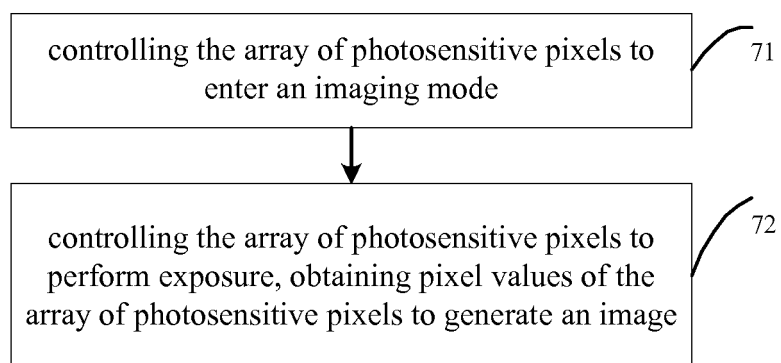 controlling the array of photosensitive pixels to
enter an imaging mode
71
controlling the array of photosensitive pixels to
perform exposure, obtaining pixel values of the
array of photosensitive pixels to generate an image
72